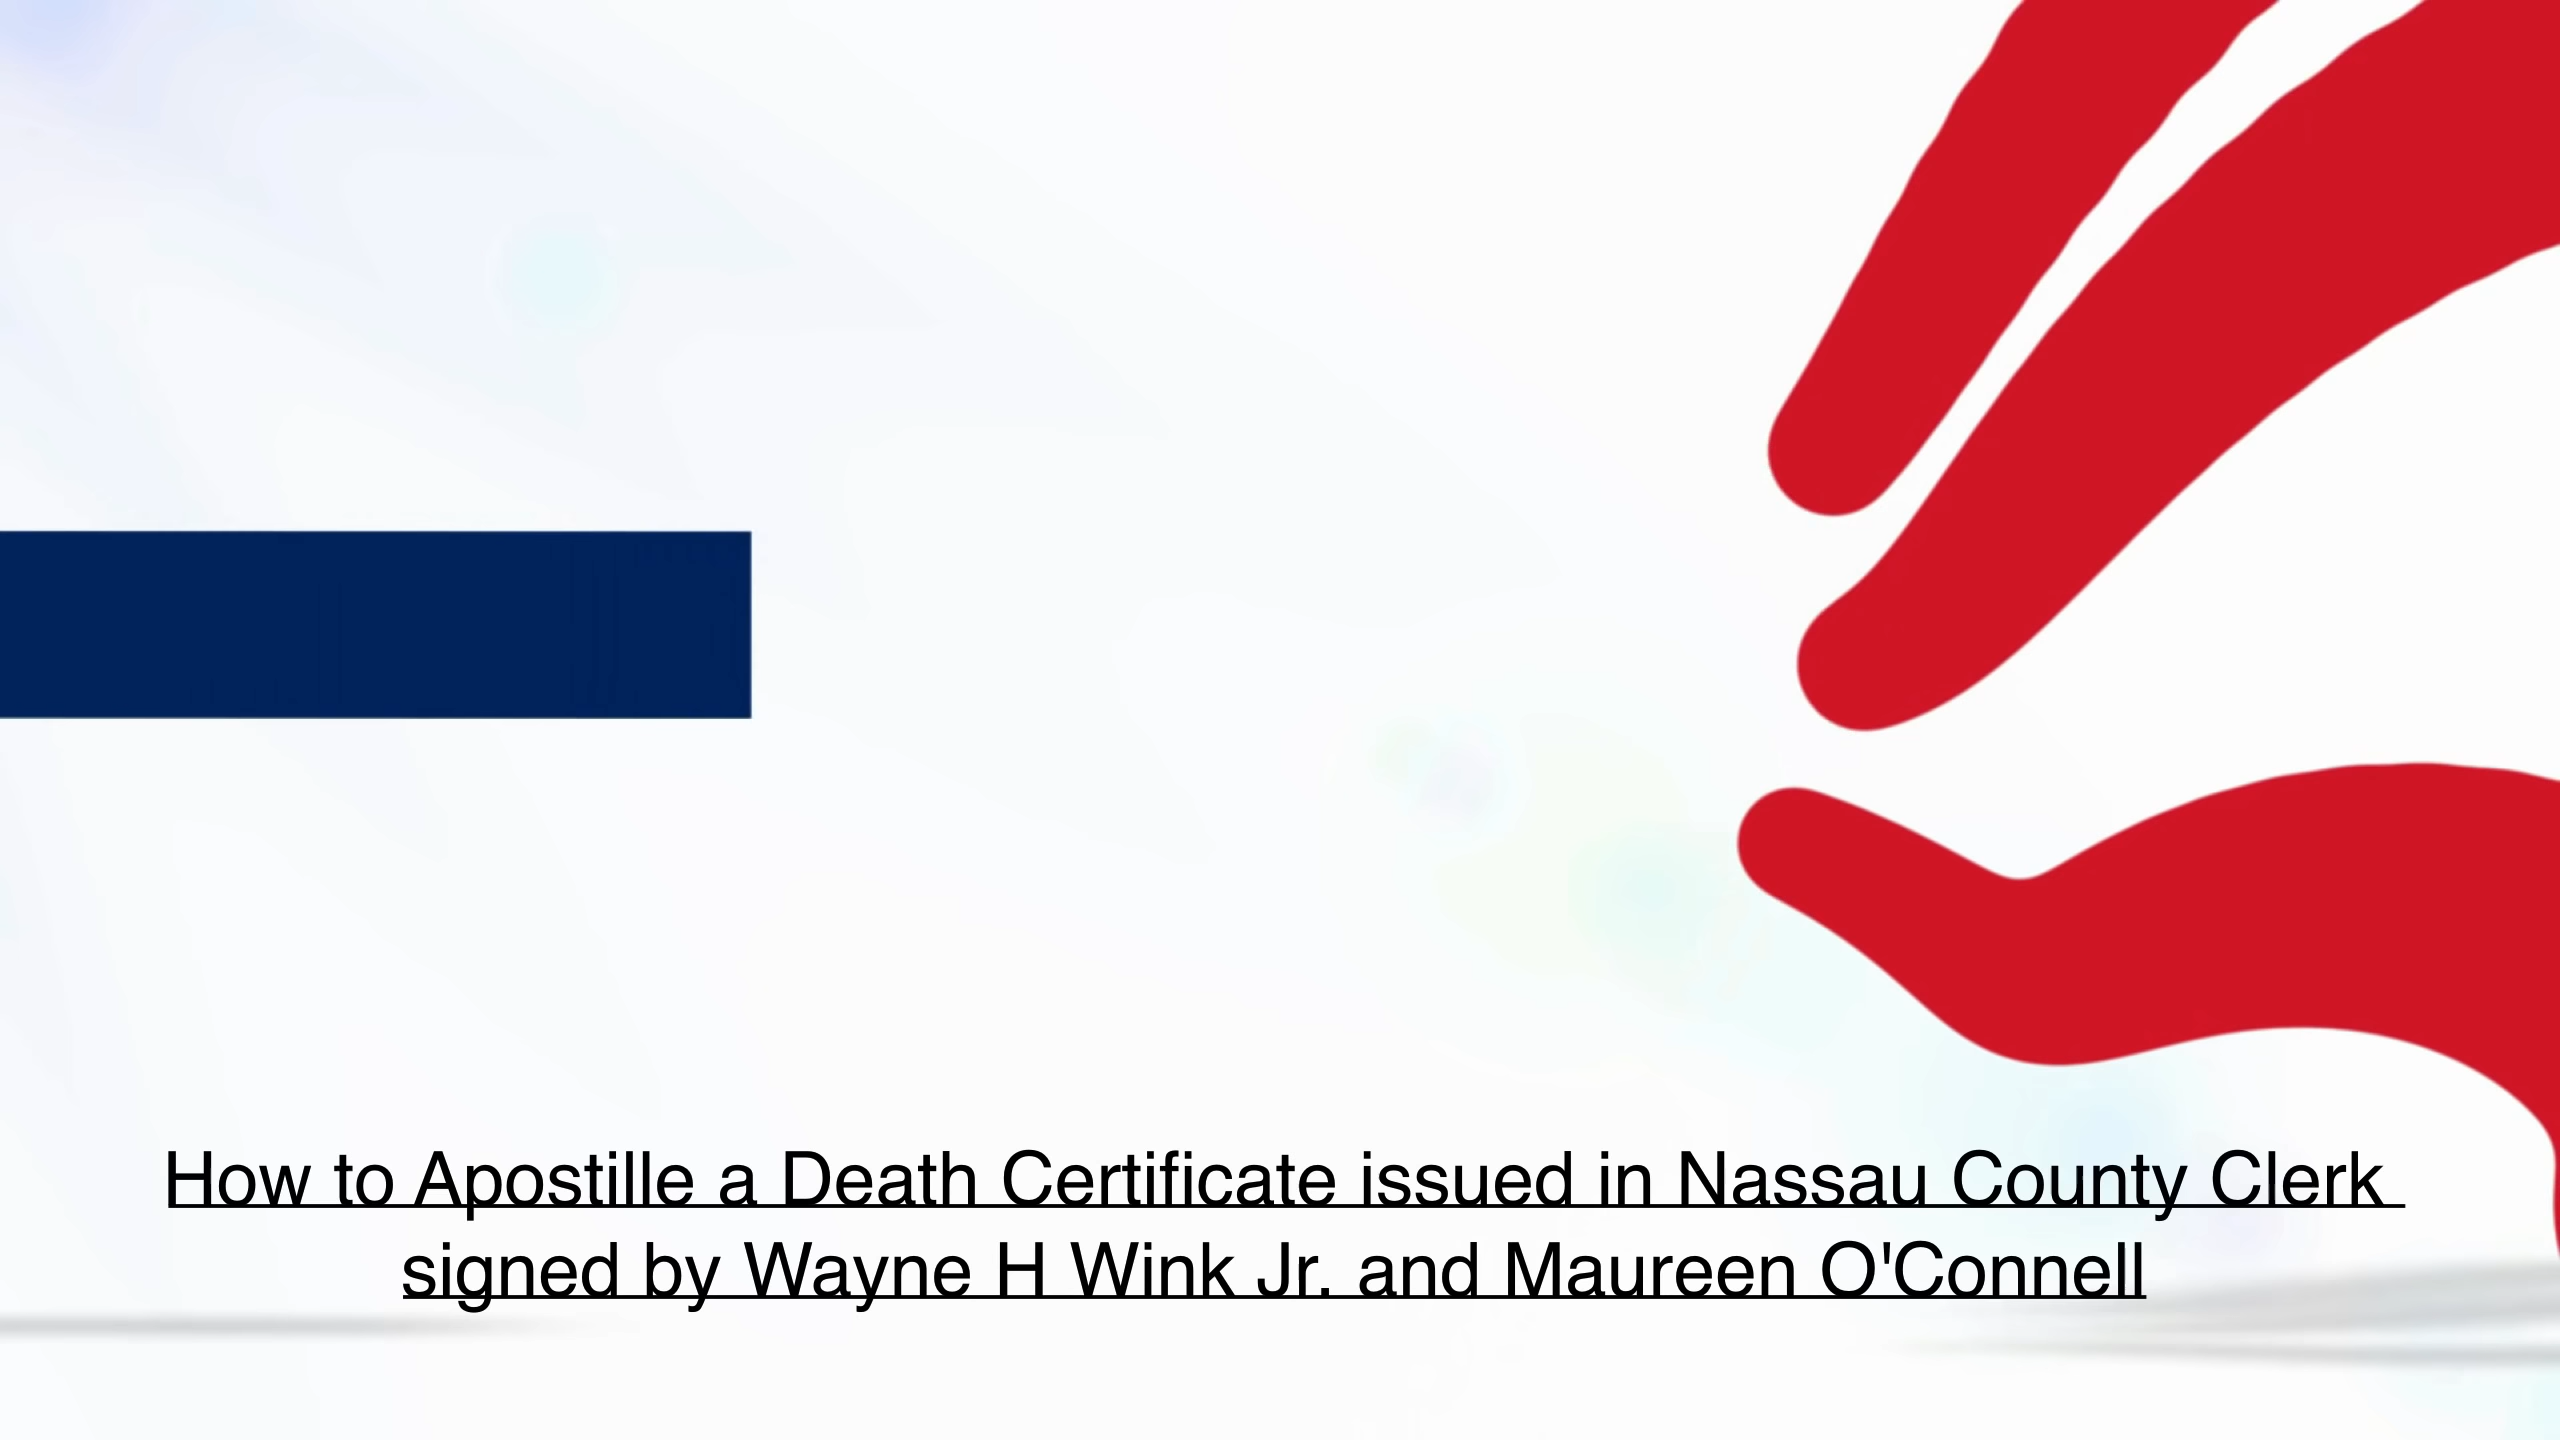 How to Apostille a Death Certificate issued in Nassau County Clerk
signed by Wayne H Wink Jr. and Maureen O'Connell